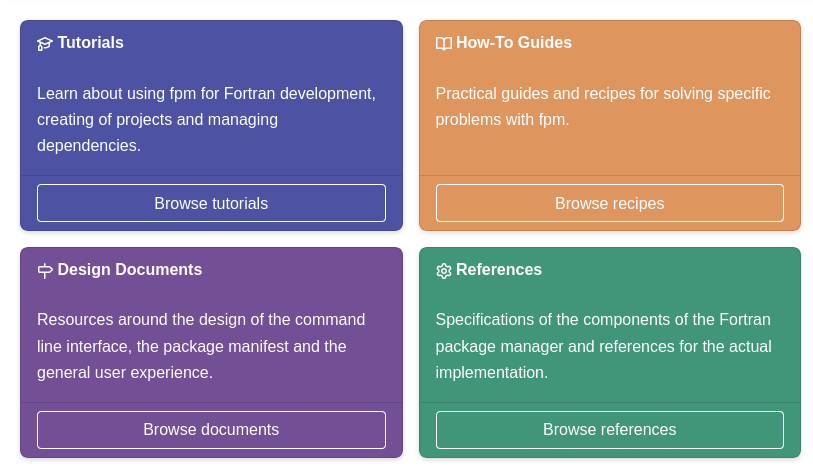 Tutorials
Learn about using fpm for Fortran development,
creating of projects and managing
dependencies.
Browse tutorials
How-To Guides
Practical guides and recipes for solving specific
problems with fpm.
Browse recipes
Design Documents
Resources around the design of the command
line interface, the package manifest and the
general user experience.
Browse documents
References
Specifications of the components of the Fortran
package manager and references for the actual
implementation.
Browse references